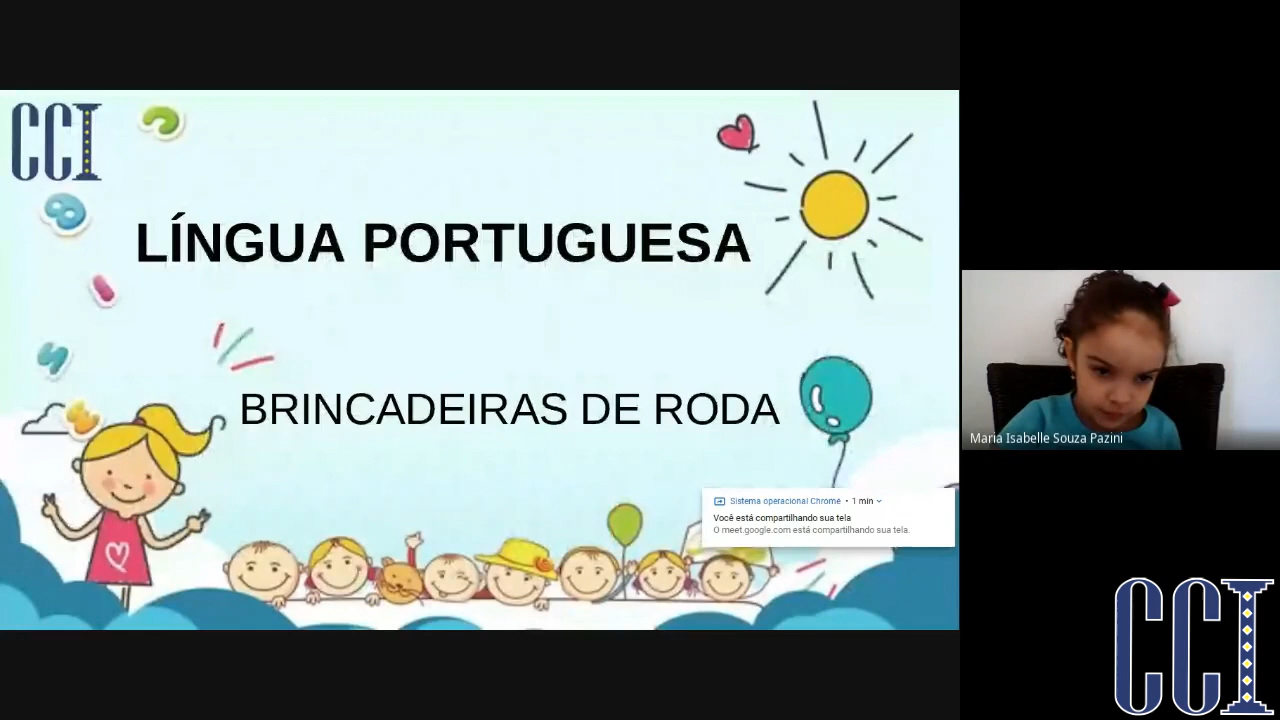 CCI
LÍNGUA PORTUGUESA
BRINCADEIRAS DE RODA
Sistema operacional Chrome • 1 min
Você está compartilhando sua tela
O meet.google.com está compartilhando sua tela.
Maria Isabelle Souza Pazini
CCI